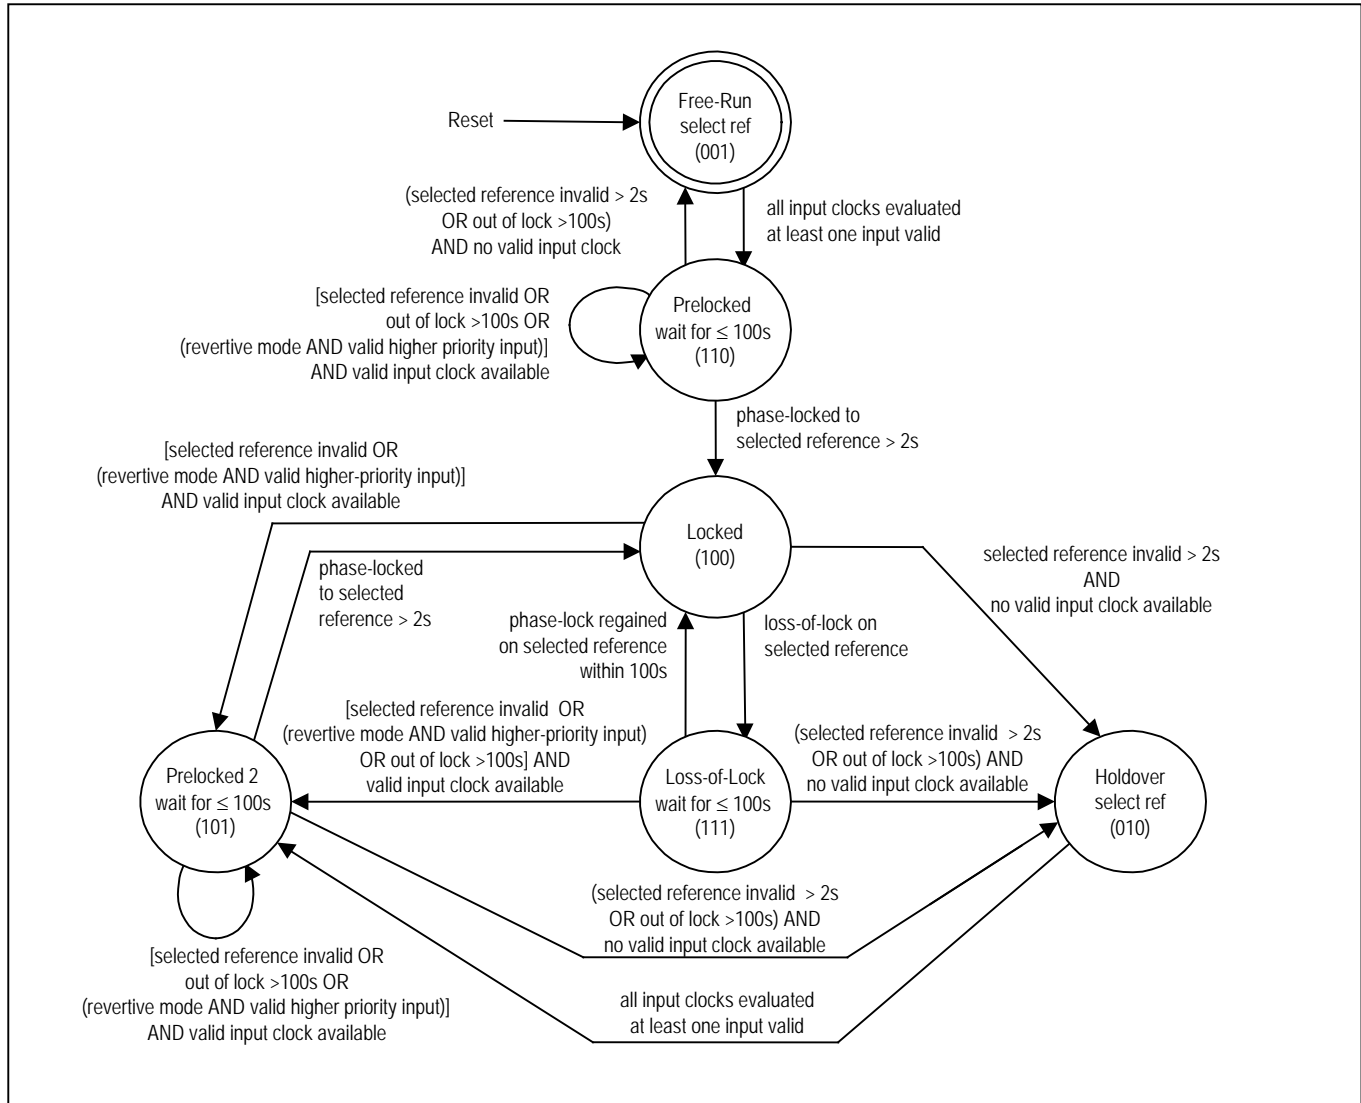 Free-Run
select ref
(001)
Reset
(selected reference invalid > 2s
OR out of lock >100s)
AND no valid input clock
all input clocks evaluated
at least one input valid
[selected reference invalid OR
out of lock >100s OR
(revertive mode AND valid higher priority input)]
AND valid input clock available
Prelocked
wait for ≤ 100s
(110)
phase-locked to
selected reference > 2s
[selected reference invalid OR
(revertive mode AND valid higher-priority input)]
AND valid input clock available
Locked
(100)
phase-locked
to selected
reference > 2s
selected reference invalid > 2s
AND
no valid input clock available
phase-lock regained
on selected reference
within 100s
loss-of-lock on
selected reference
[selected reference invalid OR
(revertive mode AND valid higher-priority input)
OR out of lock >100s] AND
valid input clock available
(selected reference invalid > 2s
OR out of lock >100s) AND
no valid input clock available
Prelocked 2
wait for ≤ 100s
(101)
Loss-of-Lock
wait for ≤ 100s
(111)
Holdover
select ref
(010)
(selected reference invalid > 2s
OR out of lock >100s) AND
no valid input clock available
[selected reference invalid OR
out of lock >100s OR
(revertive mode AND valid higher priority input)]
AND valid input clock available
all input clocks evaluated
at least one input valid